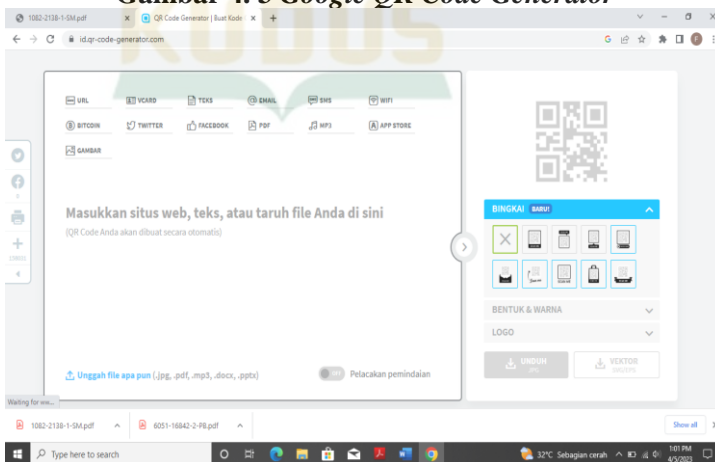 Gambar 4. 3 Google QR Code Generator
KUDUS
1082-2138-1-SM.pdf
QR Code Generator | Buat Kode
id.qr-code-generator.com
URL VCARD TEKS EMAIL SMS WIFI
BITCOIN TWITTER FACEBOOK PDF MP3 APP STORE
GAMBAR
Masukkan situs web, teks, atau taruh file Anda di sini
(QR Code Anda akan dibuat secara otomatis)
Unggah file apa pun (.jpg, .pdf, .mp3, .docx, .pptx)
Pelacakan pemindaian
BINGKAI BARU!
BENTUK & WARNA
LOGO
UNDUH
JPG
VEKTOR
SVG/EPS
Waiting for ww...
1082-2138-1-SM.pdf
6051-16842-2-PB.pdf
Show all
Type here to search
32°C Sebagian cerah
1:01 PM
4/5/2023